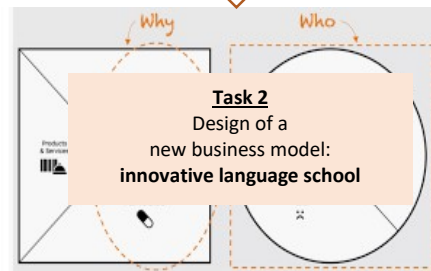 Why
Who
Products
& Services
Task 2
Design of a
new business model:
innovative language school